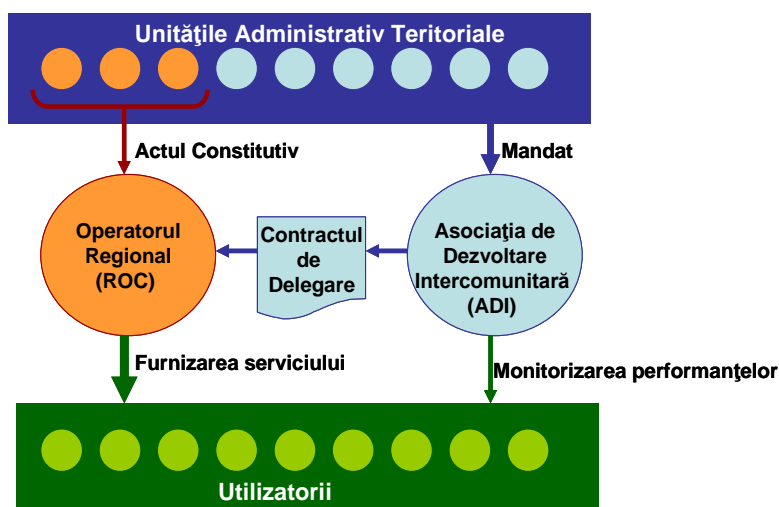 Unităţile Administrativ Teritoriale
Actul Constitutiv
Mandat
Operatorul
Regional
(ROC)
Contractul
de
Delegare
Asociaţia de
Dezvoltare
Intercomunitară
(ADI)
Furnizarea serviciului
Monitorizarea performanţelor
Utilizatorii